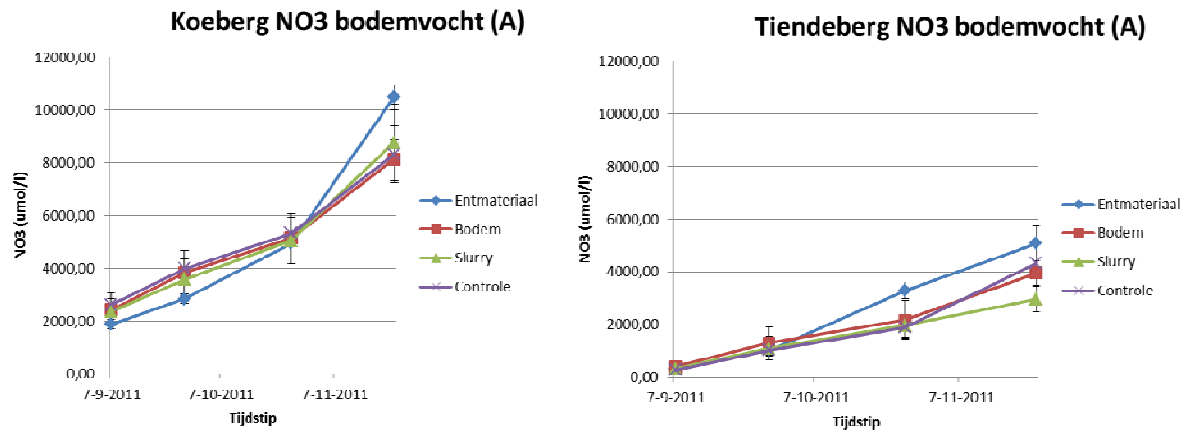 Koeberg NO3 bodemvocht (A)
12000,00
10000,00
8000,00
6000,00
4000,00
2000,00
0,00
NO3 (umol/l)
7-9-2011
7-10-2011
7-11-2011
Tijdstip
Entmateriaal
Bodem
Slurry
Controle
Tiendeberg NO3 bodemvocht (A)
12000,00
10000,00
8000,00
6000,00
4000,00
2000,00
0,00
NO3 (umol/l)
7-9-2011
7-10-2011
7-11-2011
Tijdstip
Entmateriaal
Bodem
Slurry
Controle